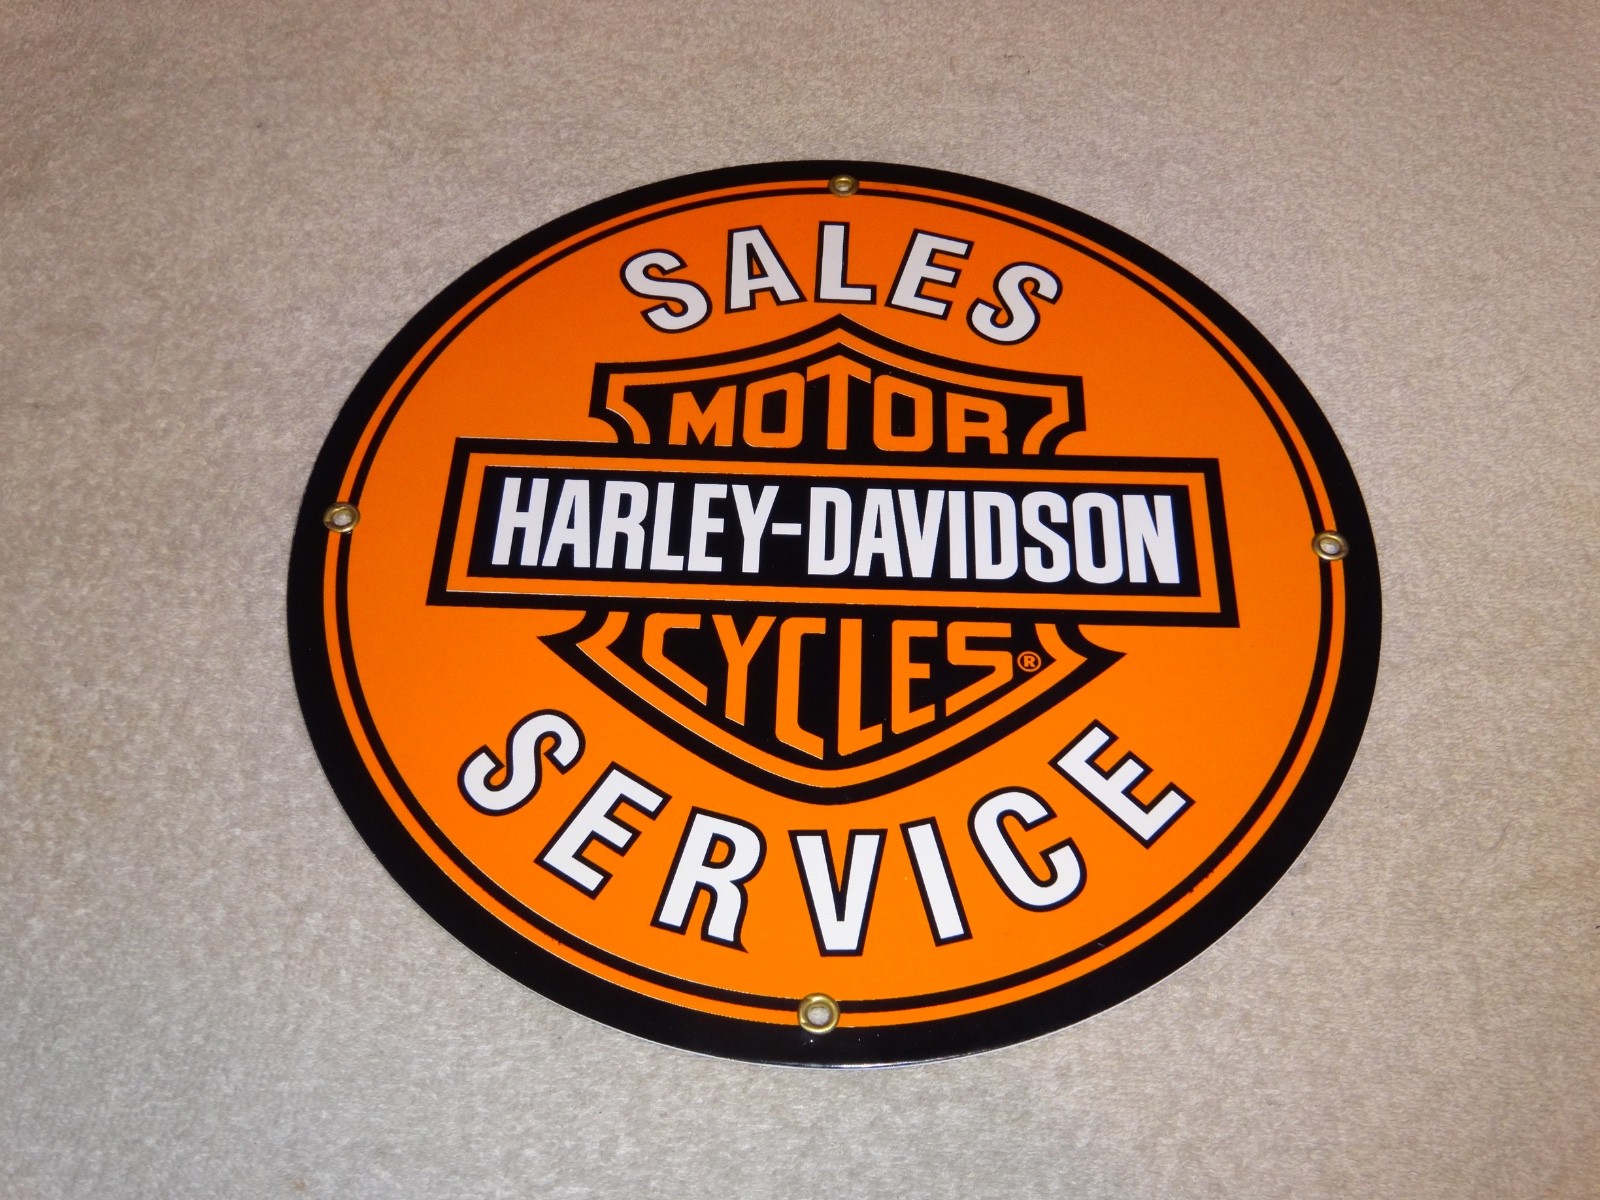 SALES
MOTOR
HARLEY-DAVIDSON
CYCLES®
SERVICE